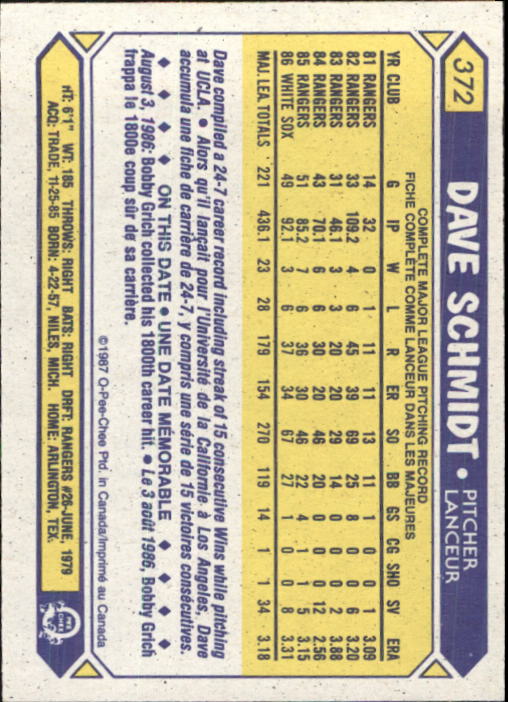 372
DAVE SCHMIDT • PITCHER
LANCEUR
COMPLETE MAJOR LEAGUE PITCHING RECORD
FICHE COMPLÈTE COMME LANCEUR DANS LES MAJEURES
YR CLUB G IP W L R ER SO BB GS CG SHO SV ERA
81 RANGERS 14 32 0 1 11 11 13 11 1 0 0 1 3.09
82 RANGERS 33 109.2 4 6 45 39 69 25 8 0 0 6 3.20
83 RANGERS 31 46.1 3 3 20 20 29 14 0 0 0 2 3.88
84 RANGERS 43 70.1 6 6 30 20 46 20 0 0 0 12 2.56
85 RANGERS 51 85.2 7 6 36 30 46 22 4 1 1 5 3.15
86 WHITE SOX 49 92.1 3 6 37 34 67 27 1 0 0 8 3.31
MAJ. LEA. TOTALS 221 436.1 23 28 179 154 270 119 14 1 1 34 3.18
Dave compiled a 24-7 career record including streak of 15 consecutive Wins while pitching
at UCLA. • Alors qu'il lançait pour l'Université de la Californie à Los Angeles, Dave
accumula une fiche de carrière de 24-7, y compris une série de 15 victoires consécutives.
ON THIS DATE • UNE DATE MÉMORABLE
August 3, 1986: Bobby Grich collected his 1800th career hit. • Le 3 août 1986, Bobby Grich
frappa le 1800e coup sûr de sa carrière.
©1987 O-Pee-Chee Ptd. in Canada/Imprimé au Canada
HT: 6'1" WT: 185 THROWS: RIGHT BATS: RIGHT DRFT: RANGERS #26-JUNE, 1979
ACQ: TRADE, 11-25-85 BORN: 4-22-57, NILES, MICH. HOME: ARLINGTON, TEX.
O PEE CHEE